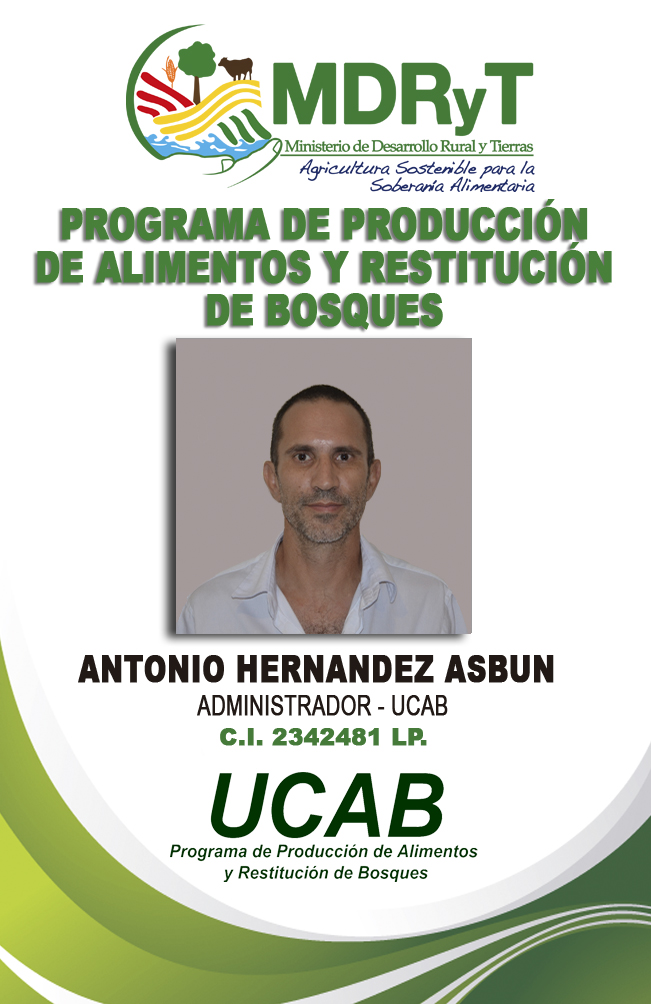 MDRyT
Ministerio de Desarrollo Rural y Tierras
Agricultura Sostenible para la
Soberanía Alimentaria
PROGRAMA DE PRODUCCIÓN
DE ALIMENTOS Y RESTITUCIÓN
DE BOSQUES
ANTONIO HERNANDEZ ASBUN
ADMINISTRADOR - UCAB
C.I. 2342481 LP.
UCAB
Programa de Producción de Alimentos
y Restitución de Bosques